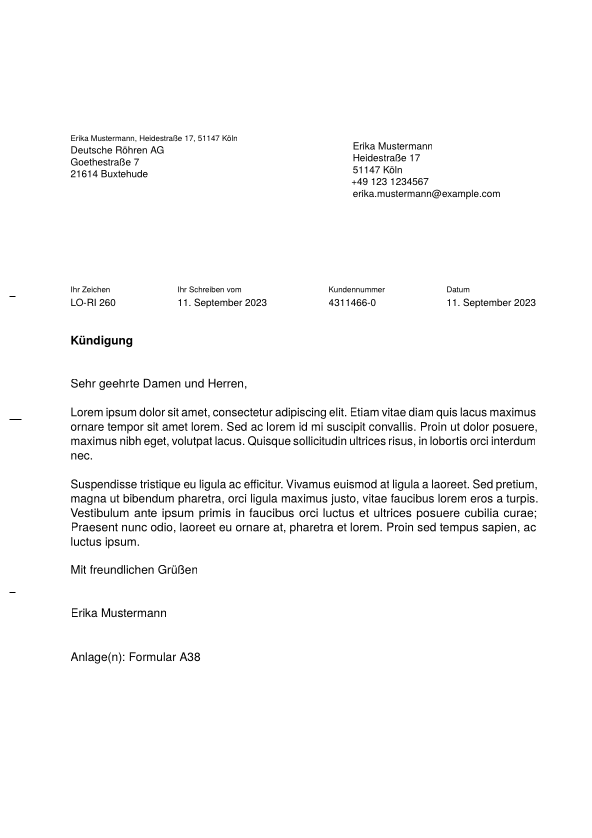 Erika Mustermann, Heidestraße 17, 51147 Köln
Deutsche Röhren AG
Goethestraße 7
21614 Buxtehude
Erika Mustermann
Heidestraße 17
51147 Köln
+49 123 1234567
erika.mustermann@example.com
Ihr Zeichen Ihr Schreiben vom Kundennummer Datum
LO-RI 260 11. September 2023 4311466-0 11. September 2023
Kündigung
Sehr geehrte Damen und Herren,
Lorem ipsum dolor sit amet, consectetur adipiscing elit. Etiam vitae diam quis lacus maximus
ornare tempor sit amet lorem. Sed ac lorem id mi suscipit convallis. Proin ut dolor posuere,
maximus nibh eget, volutpat lacus. Quisque sollicitudin ultrices risus, in lobortis orci interdum
nec.
Suspendisse tristique eu ligula ac efficitur. Vivamus euismod at ligula a laoreet. Sed pretium,
magna ut bibendum pharetra, orci ligula maximus justo, vitae faucibus lorem eros a turpis.
Vestibulum ante ipsum primis in faucibus orci luctus et ultrices posuere cubilia curae;
Praesent nunc odio, laoreet eu ornare at, pharetra et lorem. Proin sed tempus sapien, ac
luctus ipsum.
Mit freundlichen Grüßen
Erika Mustermann
Anlage(n): Formular A38